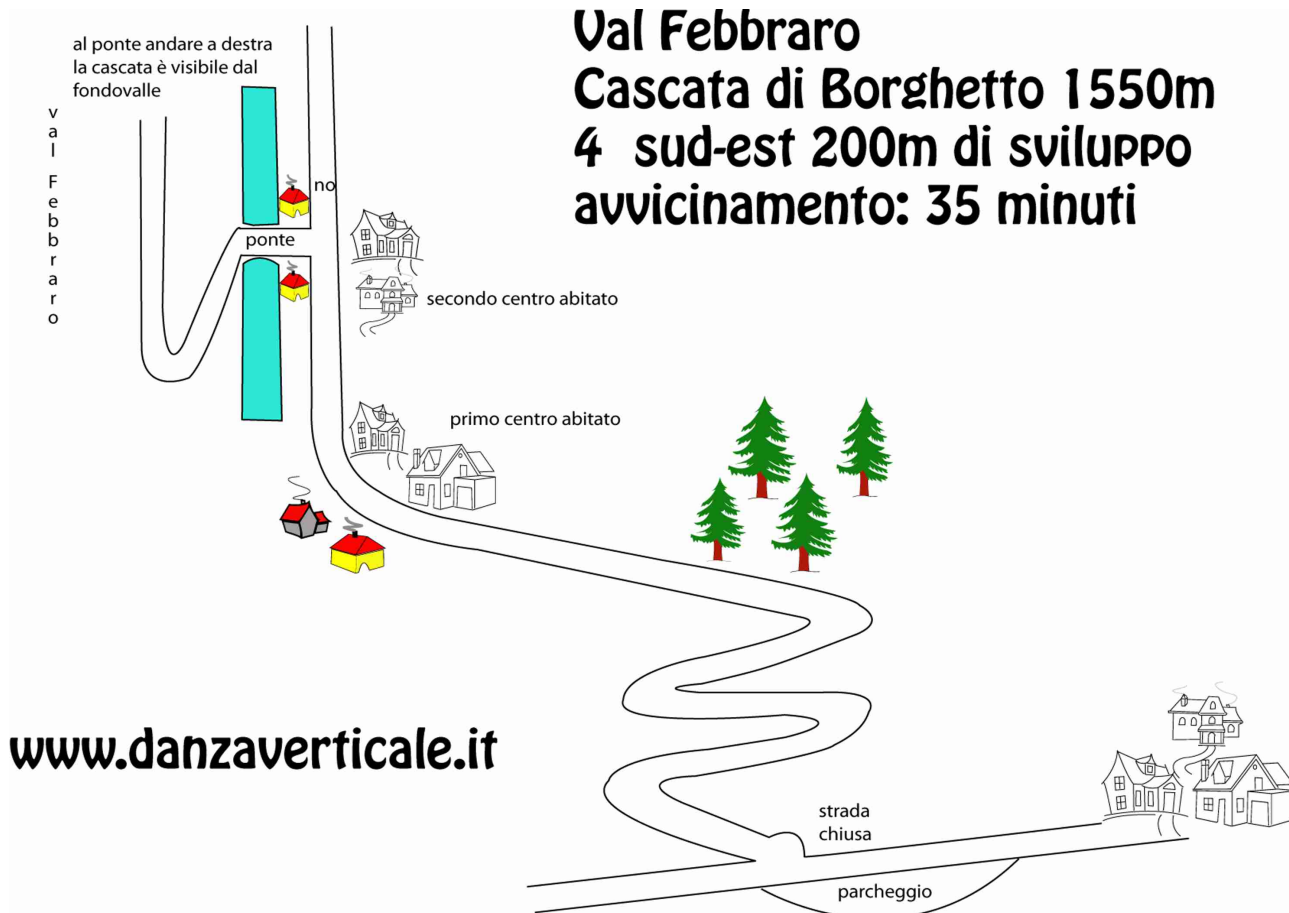 Val Febbraro
Cascata di Borghetto 1550m
4 sud-est 200m di sviluppo
avvicinamento: 35 minuti
al ponte andare a destra
la cascata è visibile dal
fondovalle
val Febbraro
no
ponte
secondo centro abitato
primo centro abitato
www.danzaverticale.it
strada
chiusa
parcheggio